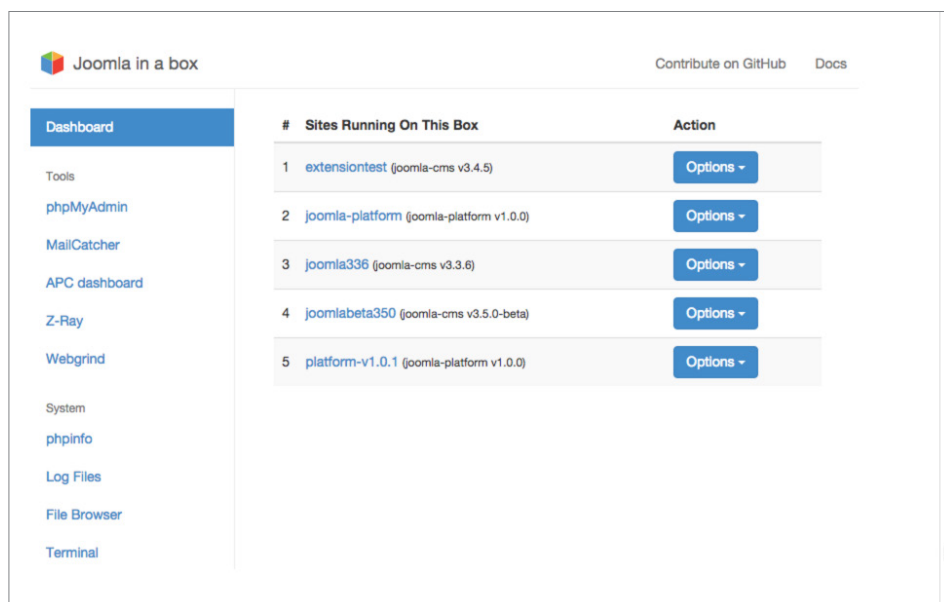 Joomla in a box
Contribute on GitHub Docs
Dashboard
Tools
phpMyAdmin
MailCatcher
APC dashboard
Z-Ray
Webgrind
System
phpinfo
Log Files
File Browser
Terminal
# Sites Running On This Box Action
1 extensiontest (joomla-cms v3.4.5) Options
2 joomla-platform (joomla-platform v1.0.0) Options
3 joomla336 (joomla-cms v3.3.6) Options
4 joomlabeta350 (joomla-cms v3.5.0-beta) Options
5 platform-v1.0.1 (joomla-platform v1.0.0) Options